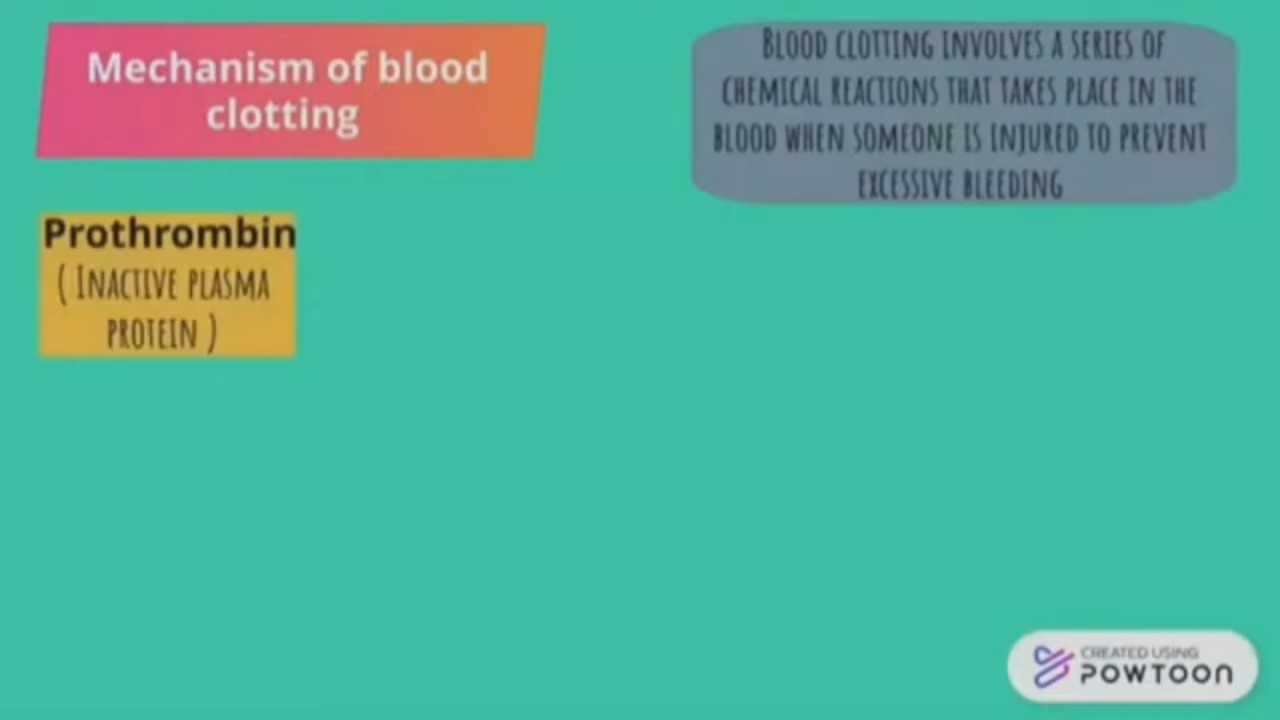 Mechanism of blood
clotting
BLOOD CLOTTING INVOLVES A SERIES OF
CHEMICAL REACTIONS THAT TAKES PLACE IN THE
BLOOD WHEN SOMEONE IS INJURED TO PREVENT
EXCESSIVE BLEEDING
Prothrombin
( INACTIVE PLASMA
PROTEIN )
CREATED USING
POWTOON